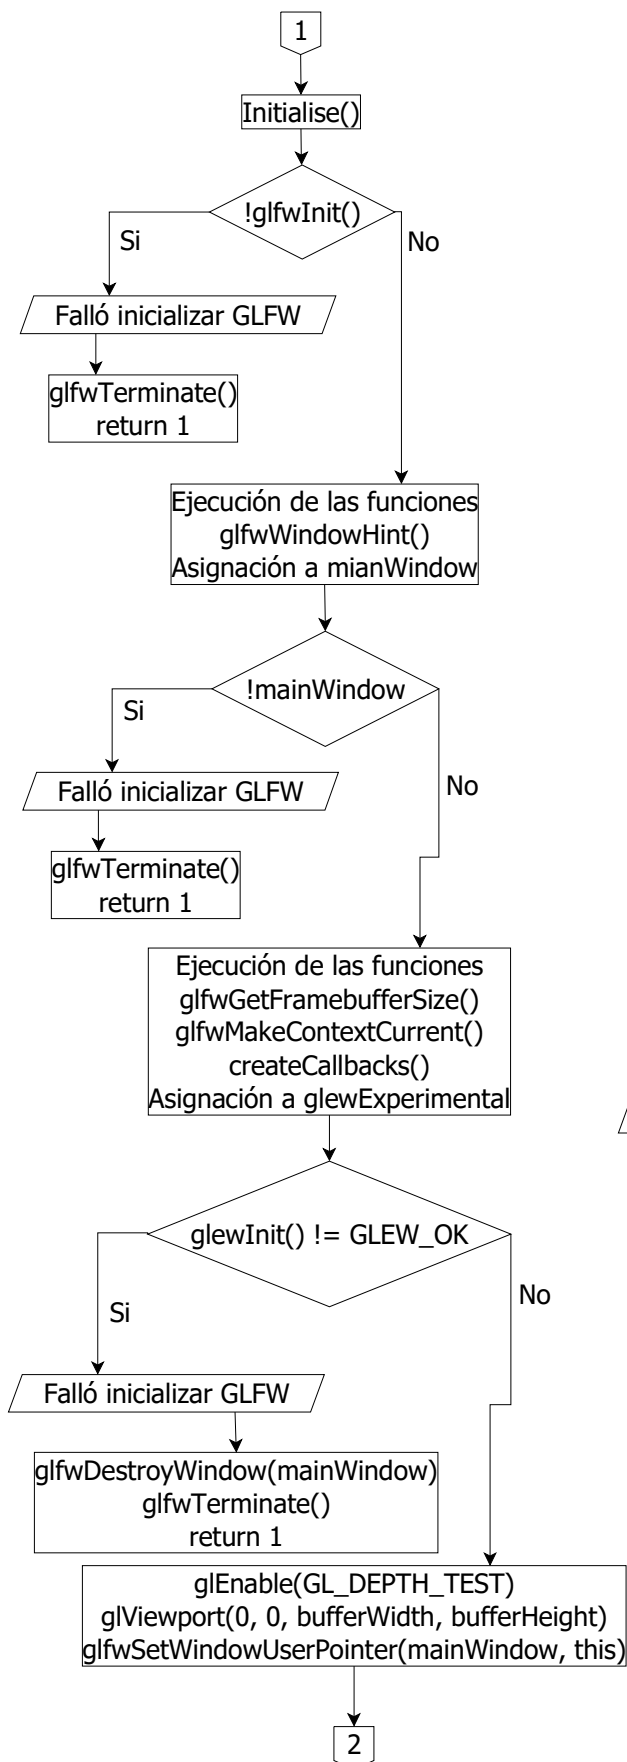 1
Initialise()
!glfwInit()
Si
No
Falló inicializar GLFW
glfwTerminate()
return 1
Ejecución de las funciones
glfwWindowHint()
Asignación a mianWindow
!mainWindow
Si
No
Falló inicializar GLFW
glfwTerminate()
return 1
Ejecución de las funciones
glfwGetFramebufferSize()
glfwMakeContextCurrent()
createCallbacks()
Asignación a glewExperimental
glewInit() != GLEW_OK
No
Si
Falló inicializar GLFW
glfwDestroyWindow(mainWindow)
glfwTerminate()
return 1
glEnable(GL_DEPTH_TEST)
glViewport(0, 0, bufferWidth, bufferHeight)
glfwSetWindowUserPointer(mainWindow, this)
2